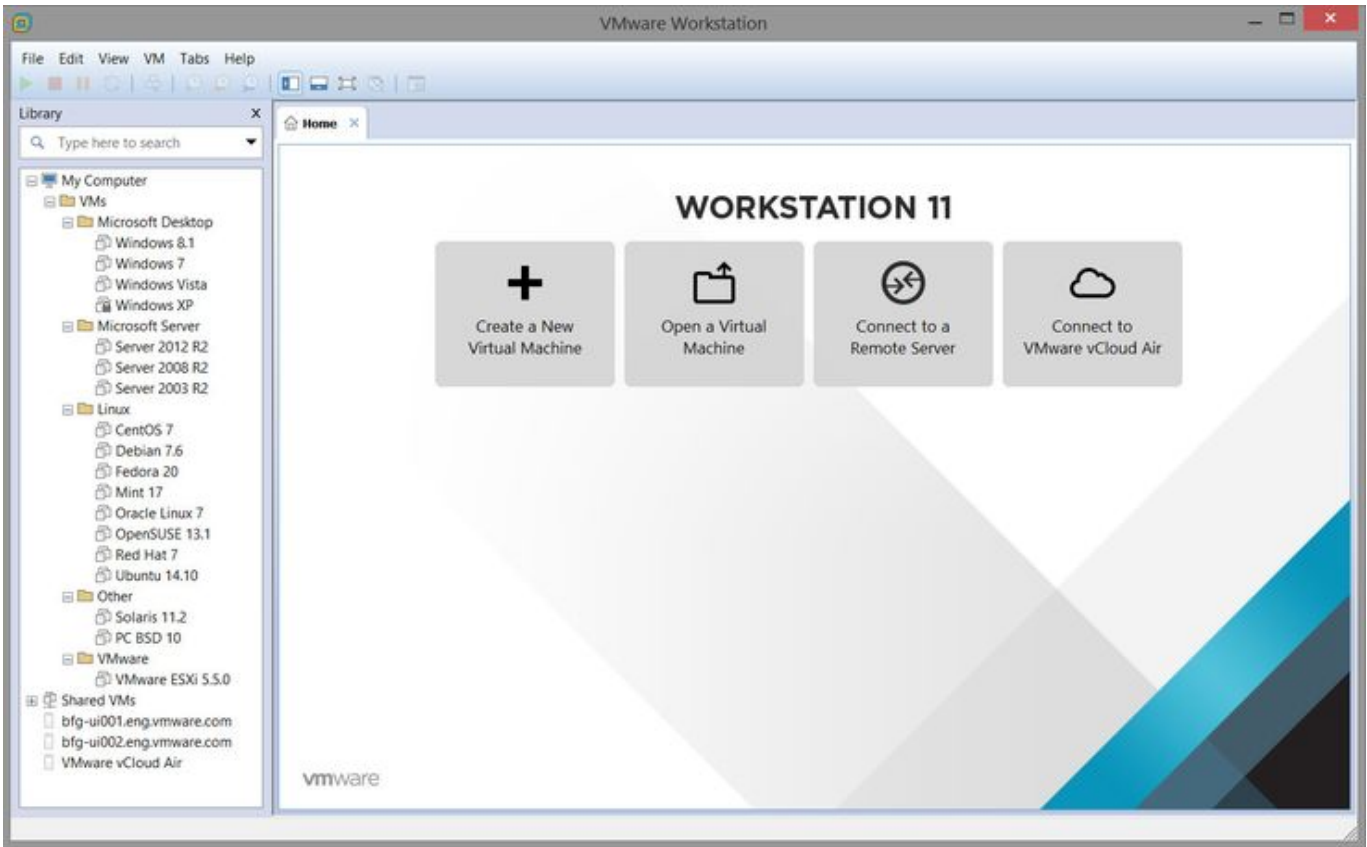 VMware Workstation
File Edit View VM Tabs Help
Library X
Type here to search
My Computer
VMs
Microsoft Desktop
Windows 8.1
Windows 7
Windows Vista
Windows XP
Microsoft Server
Server 2012 R2
Server 2008 R2
Server 2003 R2
Linux
CentOS 7
Debian 7.6
Fedora 20
Mint 17
Oracle Linux 7
OpenSUSE 13.1
Red Hat 7
Ubuntu 14.10
Other
Solaris 11.2
PC BSD 10
VMware
VMware ESXi 5.5.0
Shared VMs
bfg-ui001.eng.vmware.com
bfg-ui002.eng.vmware.com
VMware vCloud Air
Home
WORKSTATION 11
Create a New
Virtual Machine
Open a Virtual
Machine
Connect to a
Remote Server
Connect to
VMware vCloud Air
vmware